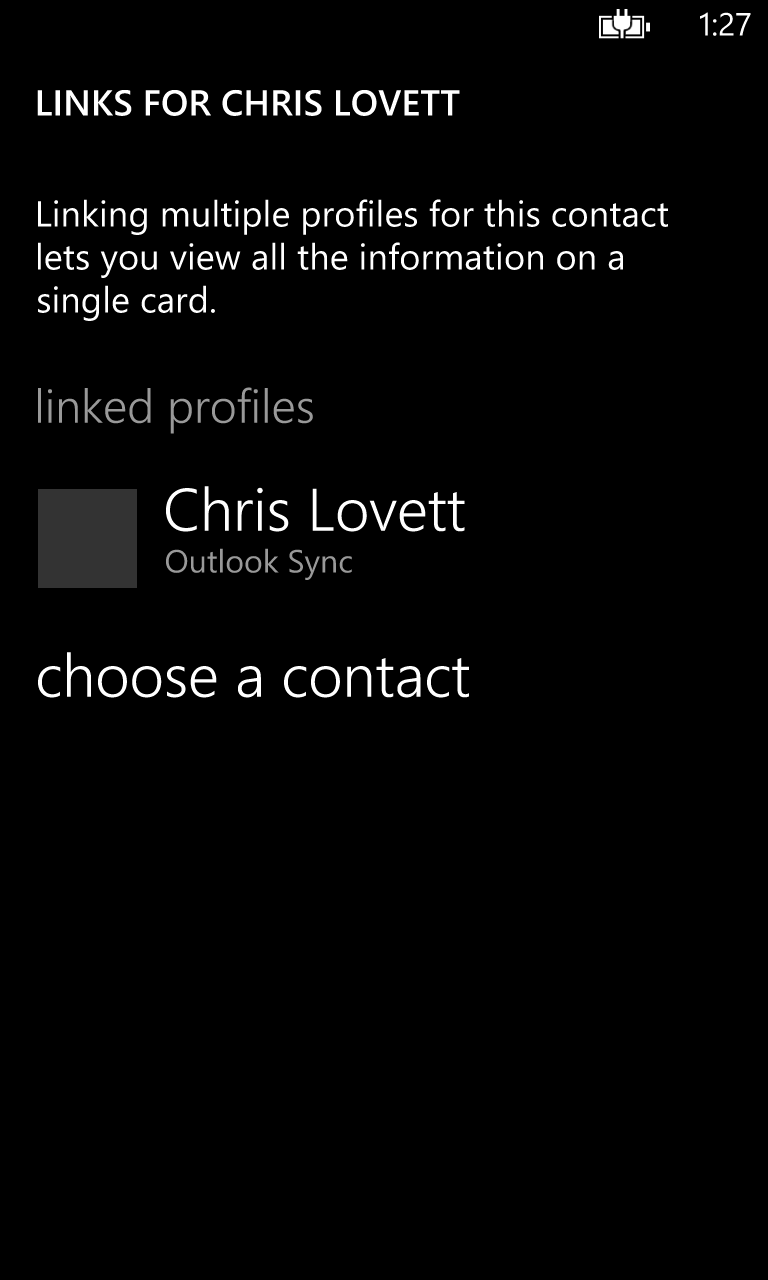 1:27
LINKS FOR CHRIS LOVETT
Linking multiple profiles for this contact
lets you view all the information on a
single card.
linked profiles
Chris Lovett
Outlook Sync
choose a contact